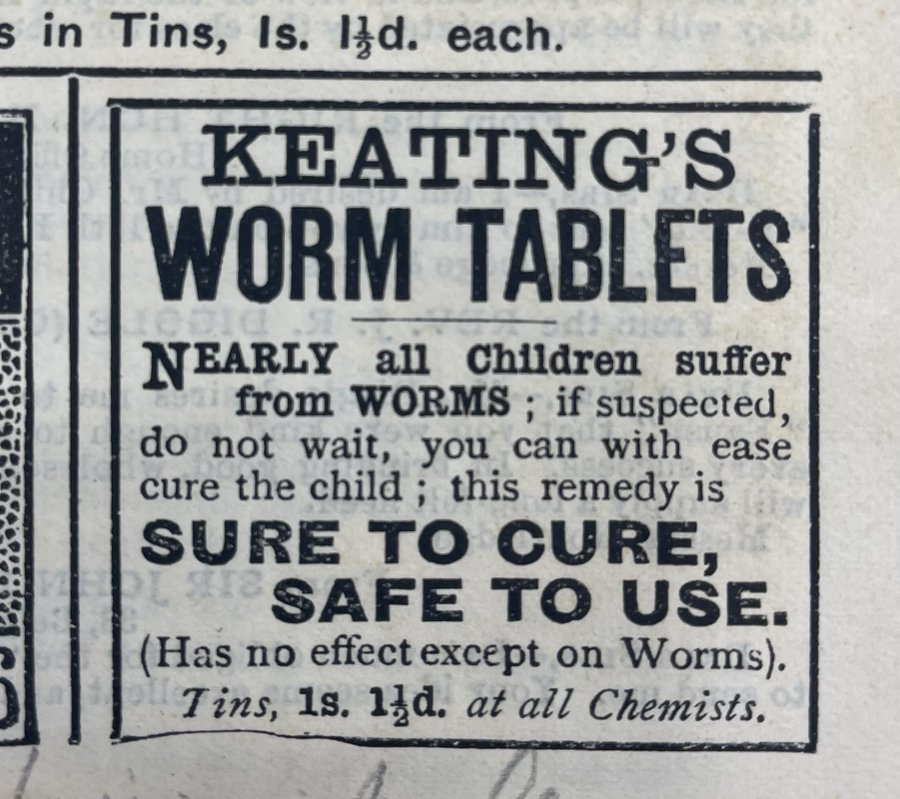 s in Tins, 1s. 1½d. each.
KEATING'S
WORM TABLETS
NEARLY all Children suffer
from WORMS ; if suspected,
do not wait, you can with ease
cure the child ; this remedy is
SURE TO CURE,
SAFE TO USE.
(Has no effect except on Worms).
Tins, 1s. 1½d. at all Chemists.